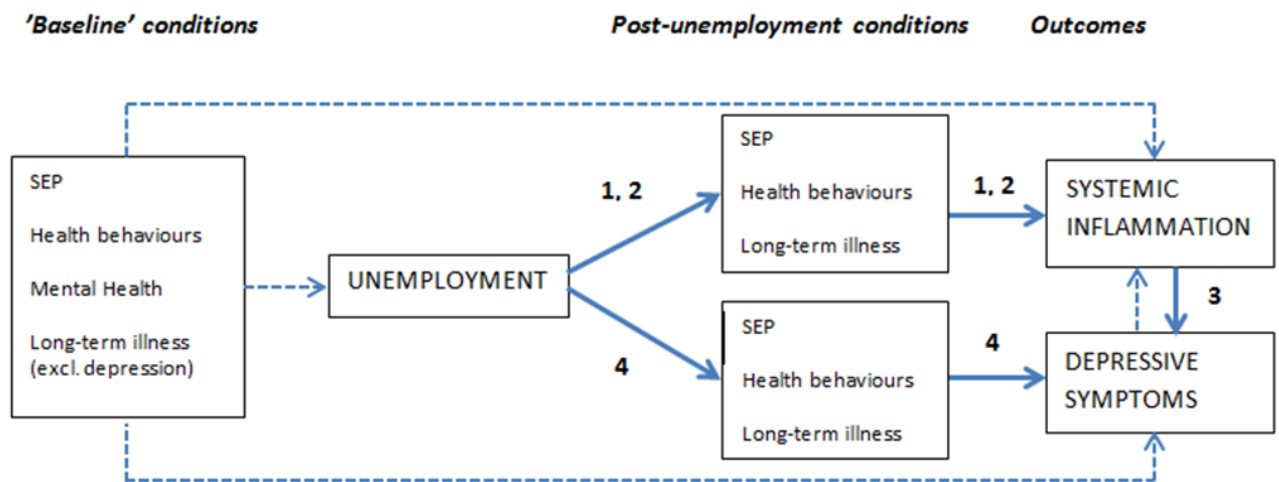 ’Baseline’ conditions
Post-unemployment conditions
Outcomes
SEP
Health behaviours
Mental Health
Long-term illness
(excl. depression)
UNEMPLOYMENT
1, 2
4
SEP
Health behaviours
Long-term illness
SEP
Health behaviours
Long-term illness
1, 2
4
SYSTEMIC
INFLAMMATION
3
DEPRESSIVE
SYMPTOMS